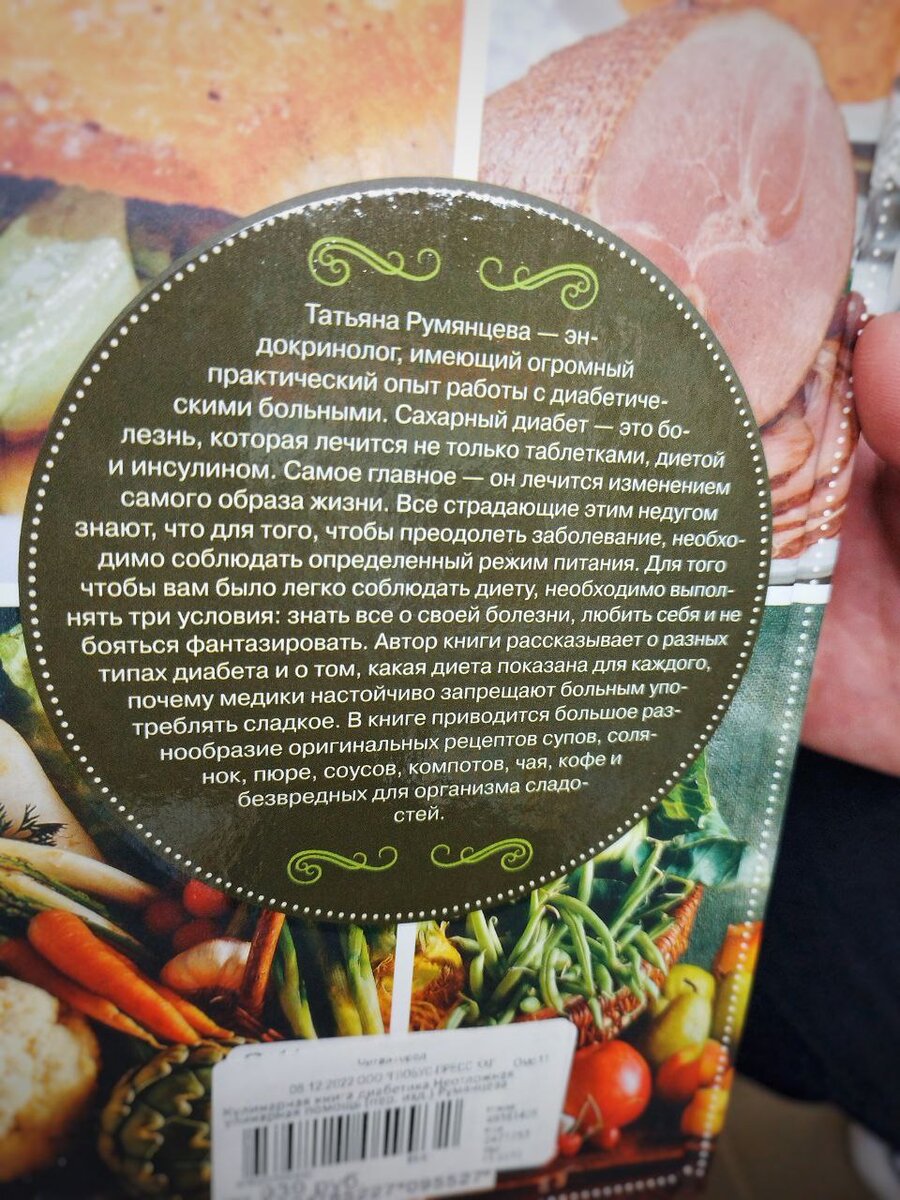 Татьяна Румянцева — эн-
докринолог, имеющий огромный
практический опыт работы с диабетиче-
скими больными. Сахарный диабет — это бо-
лезнь, которая лечится не только таблетками, диетой
и инсулином. Самое главное — он лечится изменением
самого образа жизни. Все страдающие этим недугом
знают, что для того, чтобы преодолеть заболевание, необхо-
димо соблюдать определенный режим питания. Для того
чтобы вам было легко соблюдать диету, необходимо выпол-
нять три условия: знать все о своей болезни, любить себя и не
бояться фантазировать. Автор книги рассказывает о разных
типах диабета и о том, какая диета показана для каждого,
почему медики настойчиво запрещают больным упо-
треблять сладкое. В книге приводится большое раз-
нообразие оригинальных рецептов супов, соля-
нок, пюре, соусов, компотов, чая, кофе и
безвредных для организма сладо-
стей.
Читай-город
08.12.2022 ООО
Кулинарная книга диабетика.Неотложная
кулинарная помощь Румянцева